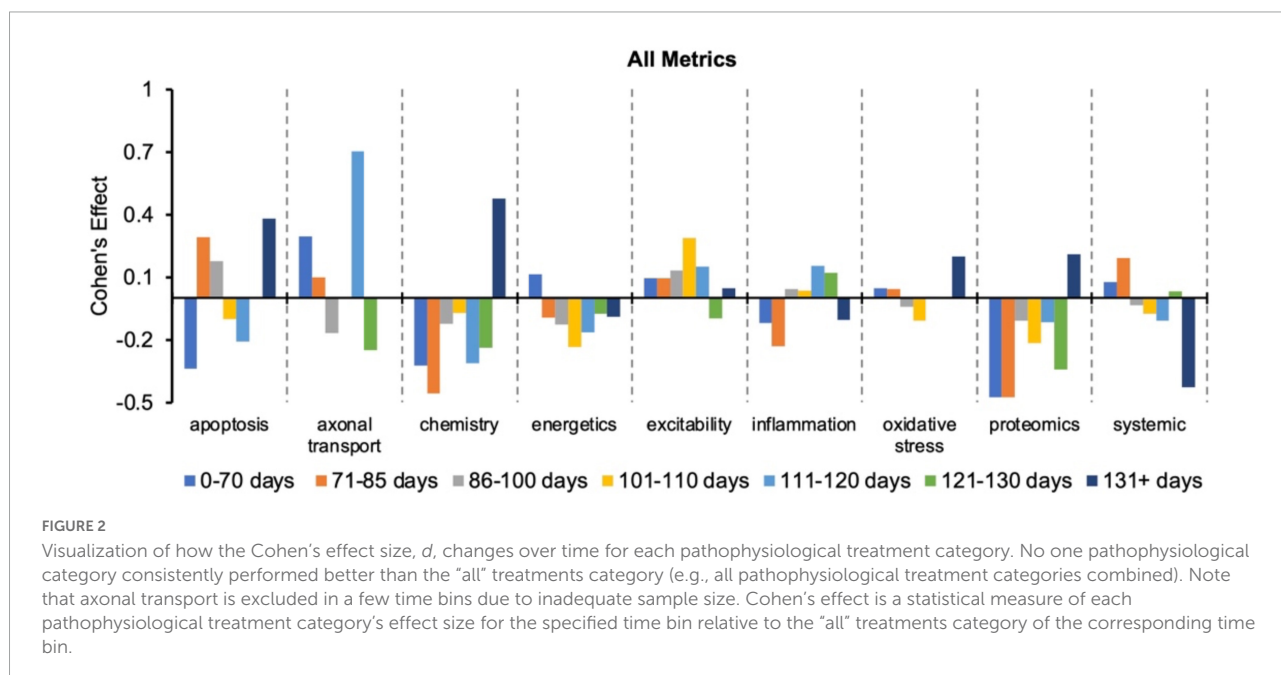 All Metrics
1
0.7
0.4
0.1
-0.2
-0.5
Cohen's Effect
apoptosis
axonal
transport
chemistry
energetics
excitability
inflammation
oxidative
stress
proteomics
systemic
0-70 days 71-85 days 86-100 days 101-110 days 111-120 days 121-130 days 131+ days
FIGURE 2
Visualization of how the Cohen's effect size, d, changes over time for each pathophysiological treatment category. No one pathophysiological
category consistently performed better than the "all" treatments category (e.g., all pathophysiological treatment categories combined). Note
that axonal transport is excluded in a few time bins due to inadequate sample size. Cohen's effect is a statistical measure of each
pathophysiological treatment category's effect size for the specified time bin relative to the "all" treatments category of the corresponding time
bin.